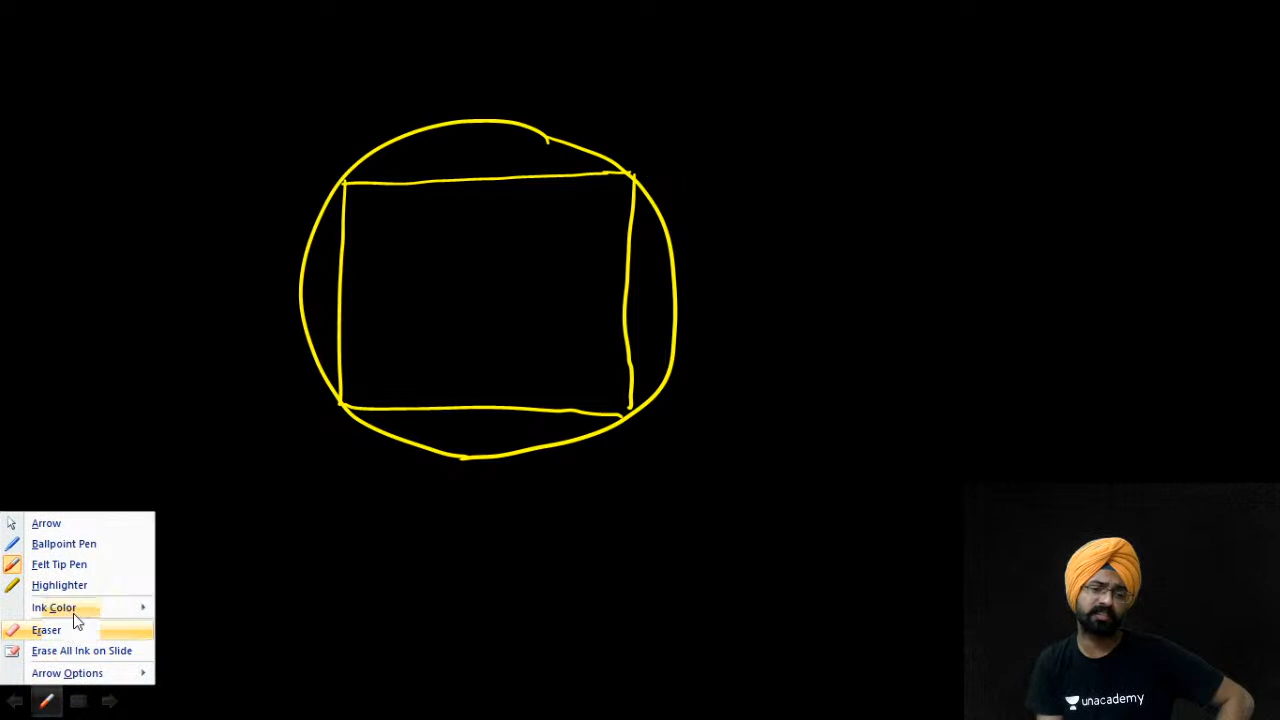 Arrow
Ballpoint Pen
Felt Tip Pen
Highlighter
Ink Color
Eraser
Erase All Ink on Slide
Arrow Options
unacademy